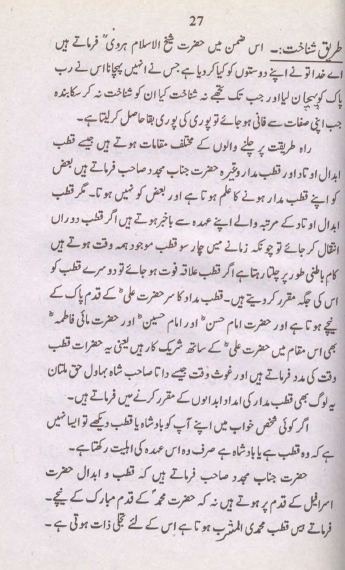 27
طریق شناخت:۔ اس ضمن میں حضرت شیخ الاسلام ہروی ؒ فرماتے ہیں
اے خدا تو نے اپنے دوستوں کو کیا کر دیا ہے جس نے انہیں پہچانا اس نے رب
پاک کو پہچان لیا اور جب تک تجھے نہ شناخت کیا ان کو شناخت نہ کر سکا بندہ
جب اپنی صفات سے فانی ہو جائے تو پوری کی پوری بقا حاصل کر لیتا ہے۔
راہ طریقت پر چلنے والوں کے مختلف مقامات ہوتے ہیں جیسے قطب
ابدال اوتاد اور قطب مدار وغیرہ حضرت جناب مجدد صاحب فرماتے ہیں بعض
کو اپنے قطب مدار ہونے کا علم ہوتا ہے اور بعض کو نہیں ہوتا۔ مگر قطب
ابدال اوتاد کے مرتبہ والے اپنے عہدہ سے باخبر ہوتے ہیں اگر قطب دوراں
انتقال کر جائے تو چونکہ زمانے میں چار سو قطب موجود ہمہ وقت ہوتے ہیں
کام باطنی طور پر چلتا رہتا ہے اگر قطب علاقہ فوت ہو جائے تو دوسرے قطب کو
اس کی جگہ مقرر کر دیتے ہیں۔ قطب مدار کا سر حضرت علی ؓ کے قدم پاک کے
نیچے ہوتا ہے اور حضرت امام حسن ؓ اور امام حسین ؓ اور حضرت مائی فاطمہ ؓ
بھی اس مقام میں حضرت علی ؓ کے ساتھ شریک کار ہیں یعنی یہ حضرات قطب
وقت کی مدد فرماتے ہیں اور غوث وقت جیسے داتا صاحب شاہ بہاول حق ملتان
یہ لوگ بھی قطب مدار کی امداد ابدالوں کے مقرر کرنے میں فرماتے ہیں۔
اگر کوئی شخص خواب میں اپنے آپ کو بادشاہ یا قطب دیکھے تو ایسا نہیں
ہے کہ وہ قطب ہے یا بادشاہ ہے صرف وہ اس عہدہ کی اہلیت رکھتا ہے۔
حضرت جناب مجدد صاحب فرماتے ہیں کہ قطب و ابدال حضرت
اسرافیل کے قدم پر ہوتے ہیں نہ کہ حضرت محمد ؐ کے قدم مبارک کے نیچے۔
فرماتے ہیں قطب محمدی المشرب ہوتا ہے اس کے لئے تجلی ذات ہوتی ہے۔